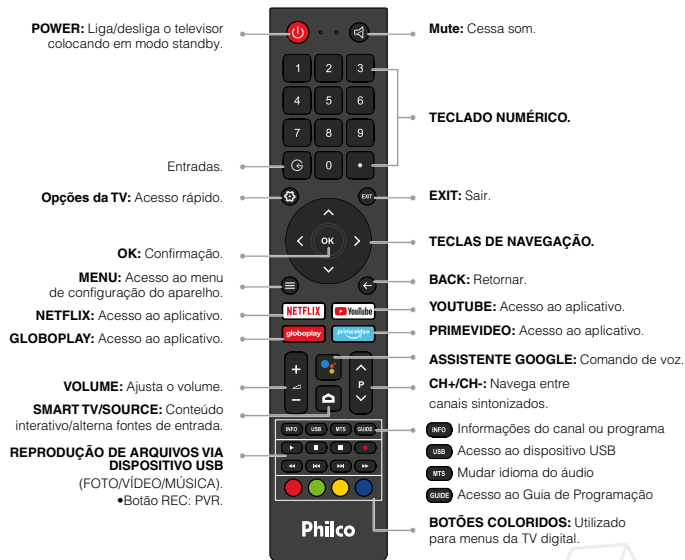 POWER: Liga/desliga o televisor
colocando em modo standby.
Entradas.
Opções da TV: Acesso rápido.
OK: Confirmação.
MENU: Acesso ao menu
de configuração do aparelho.
NETFLIX: Acesso ao aplicativo.
GLOBOPLAY: Acesso ao aplicativo.
VOLUME: Ajusta o volume.
SMART TV/SOURCE: Conteúdo
interativo/alterna fontes de entrada.
REPRODUÇÃO DE ARQUIVOS VIA
DISPOSITIVO USB
(FOTO/VÍDEO/MÚSICA).
•Botão REC: PVR.
1 2 3
4 5 6
7 8 9
0 •
EXIT
OK
NETFLIX YouTube
globoplay primevideo
+ P
−
INFO USB MTS GUIDE
Philco
Mute: Cessa som.
TECLADO NUMÉRICO.
EXIT: Sair.
TECLAS DE NAVEGAÇÃO.
BACK: Retornar.
YOUTUBE: Acesso ao aplicativo.
PRIMEVIDEO: Acesso ao aplicativo.
ASSISTENTE GOOGLE: Comando de voz.
CH+/CH-: Navega entre
canais sintonizados.
INFO Informações do canal ou programa
USB Acesso ao dispositivo USB
MTS Mudar idioma do áudio
GUIDE Acesso ao Guia de Programação
BOTÕES COLORIDOS: Utilizado
para menus da TV digital.